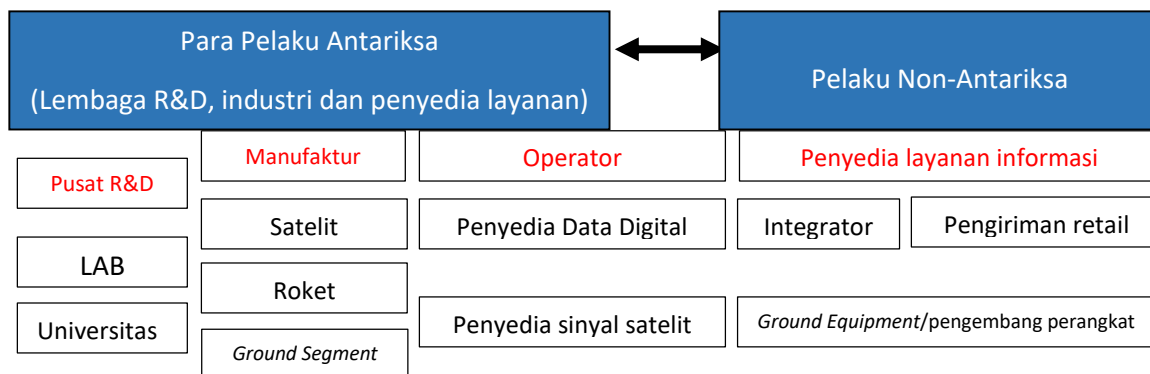 Para Pelaku Antariksa
(Lembaga R&D, industri dan penyedia layanan)
Pelaku Non-Antariksa
Pusat R&D
LAB
Universitas
Manufaktur
Satelit
Roket
Ground Segment
Operator
Penyedia Data Digital
Penyedia sinyal satelit
Penyedia layanan informasi
Integrator
Pengiriman retail
Ground Equipment/pengembang perangkat